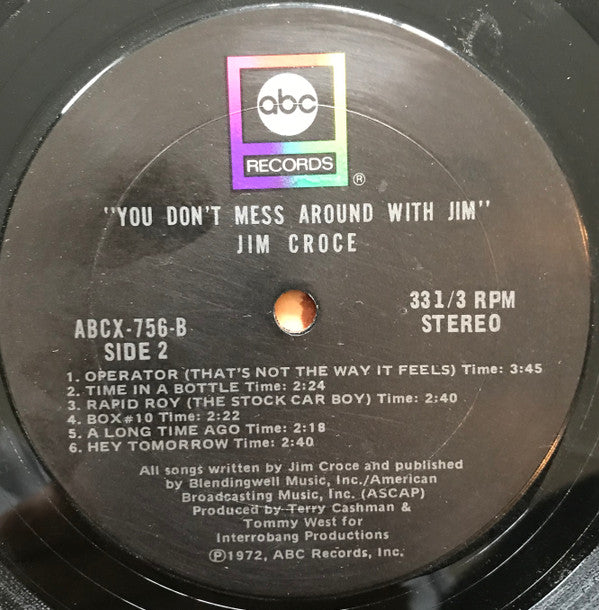 abc
RECORDS
®
"YOU DON'T MESS AROUND WITH JIM"
JIM CROCE
ABCX-756-B
SIDE 2
331/3 RPM
STEREO
1. OPERATOR (THAT'S NOT THE WAY IT FEELS) Time: 3:45
2. TIME IN A BOTTLE Time: 2:24
3. RAPID ROY (THE STOCK CAR BOY) Time: 2:40
4. BOX#10 Time: 2:22
5. A LONG TIME AGO Time: 2:18
6. HEY TOMORROW Time: 2:40
All songs written by Jim Croce and published
by Blendingwell Music, Inc./American
Broadcasting Music, Inc. (ASCAP)
Produced by Terry Cashman &
Tommy West for
Interrobang Productions
℗1972, ABC Records, Inc.